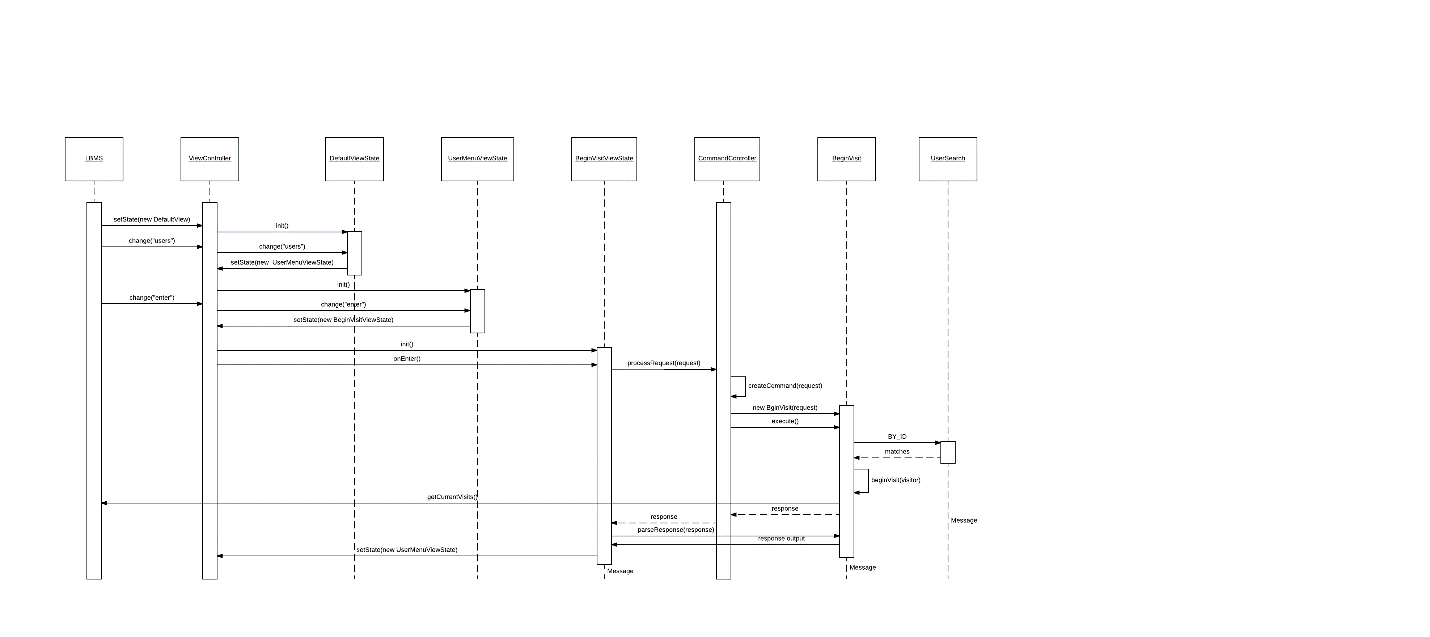 LBMS
ViewController
DefaultViewState
UserMenuViewState
BeginVisitViewState
CommandController
BeginVisit
UserSearch
setState(new DefaultView)
init()
change("users")
change("users")
setState(new UserMenuViewState)
init()
change("enter")
change("enter")
setState(new BeginVisitViewState)
init()
onEnter()
processRequest(request)
createCommand(request)
new BginVisit(request)
execute()
BY_ID
matches
beginVisit(visitor)
getCurrentVisits()
response
response
Message
parseResponse(response)
response output
setState(new UserMenuViewState)
Message
Message